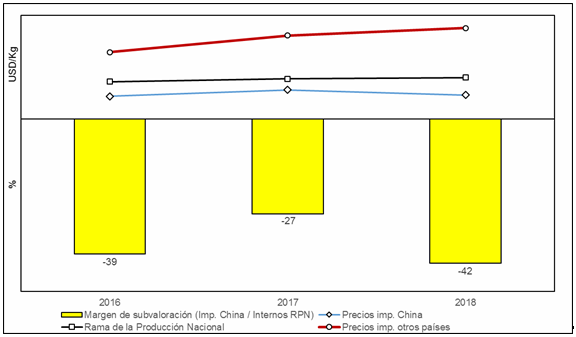 USD/Kg
%
-39
-27
-42
2016 2017 2018
Margen de subvaloración (Imp. China / Internos RPN) Precios imp. China
Rama de la Producción Nacional Precios imp. otros países